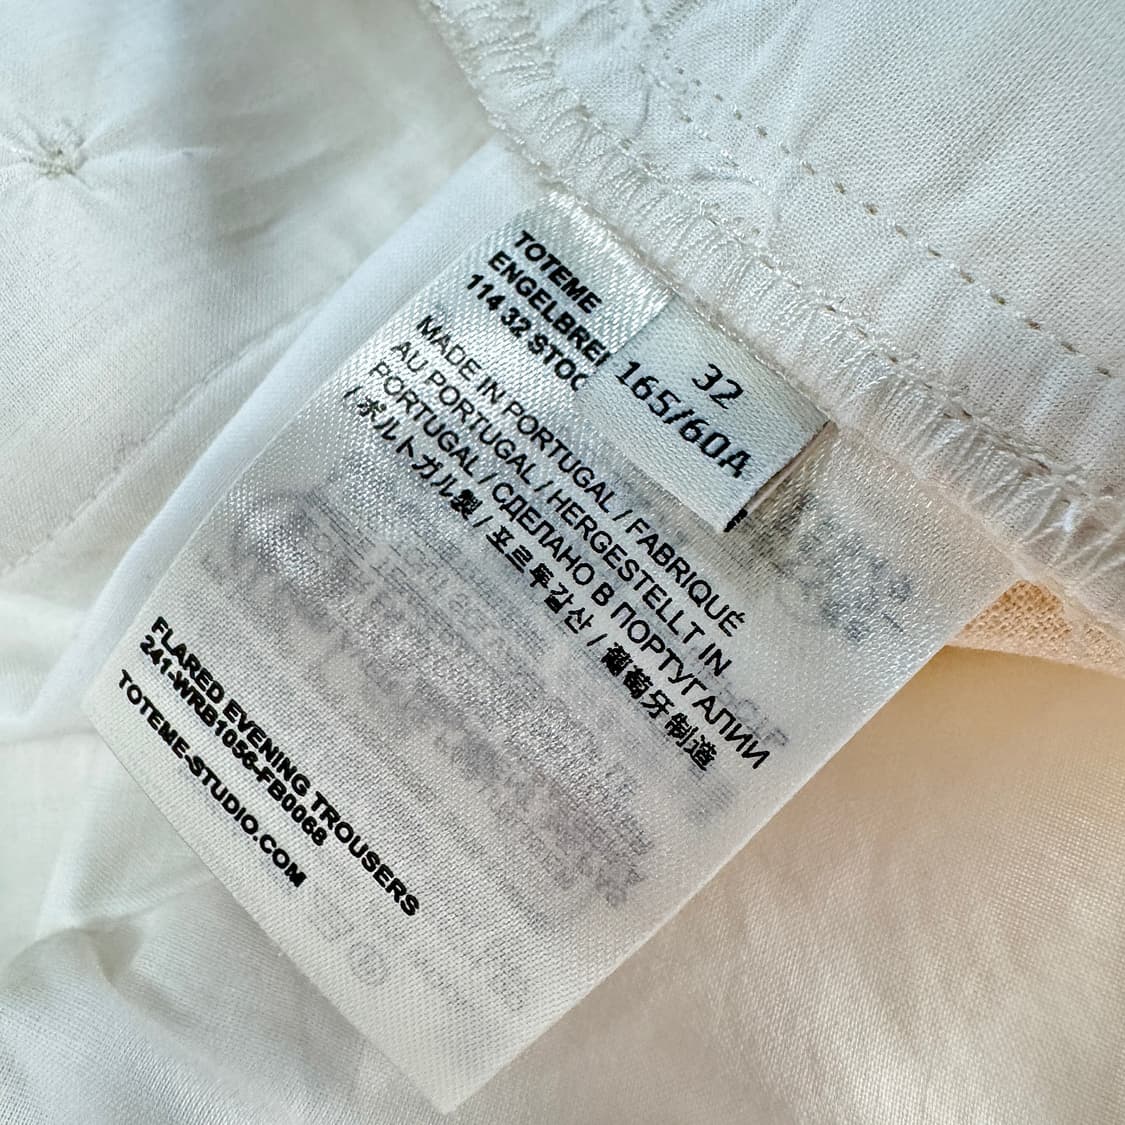 TOTEME
ENGELBREK
114 32 STOC
32
165/60A
MADE IN PORTUGAL / FABRIQUÉ
AU PORTUGAL / HERGESTELLT IN
PORTUGAL / СДЕЛАНО В ПОРТУГАЛИИ
/ ポルトガル製 / 포르투갈산 / 葡萄牙制造
FLARED EVENING TROUSERS
241-WRB1056-FB0068
TOTEME-STUDIO.COM